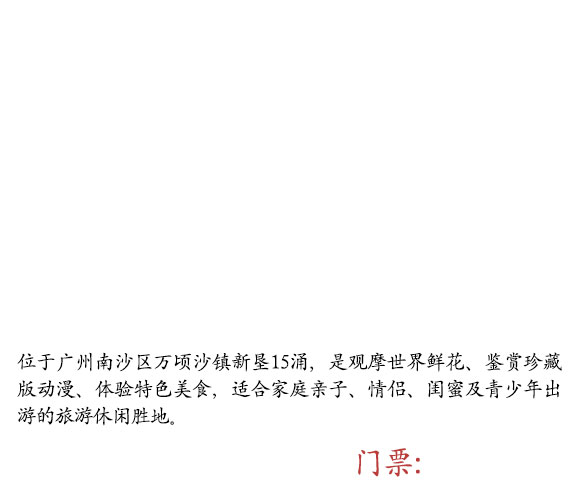 位于广州南沙区万顷沙镇新垦15涌，是观摩世界鲜花、鉴赏珍藏
版动漫、体验特色美食，适合家庭亲子、情侣、闺蜜及青少年出
游的旅游休闲胜地。
门票: